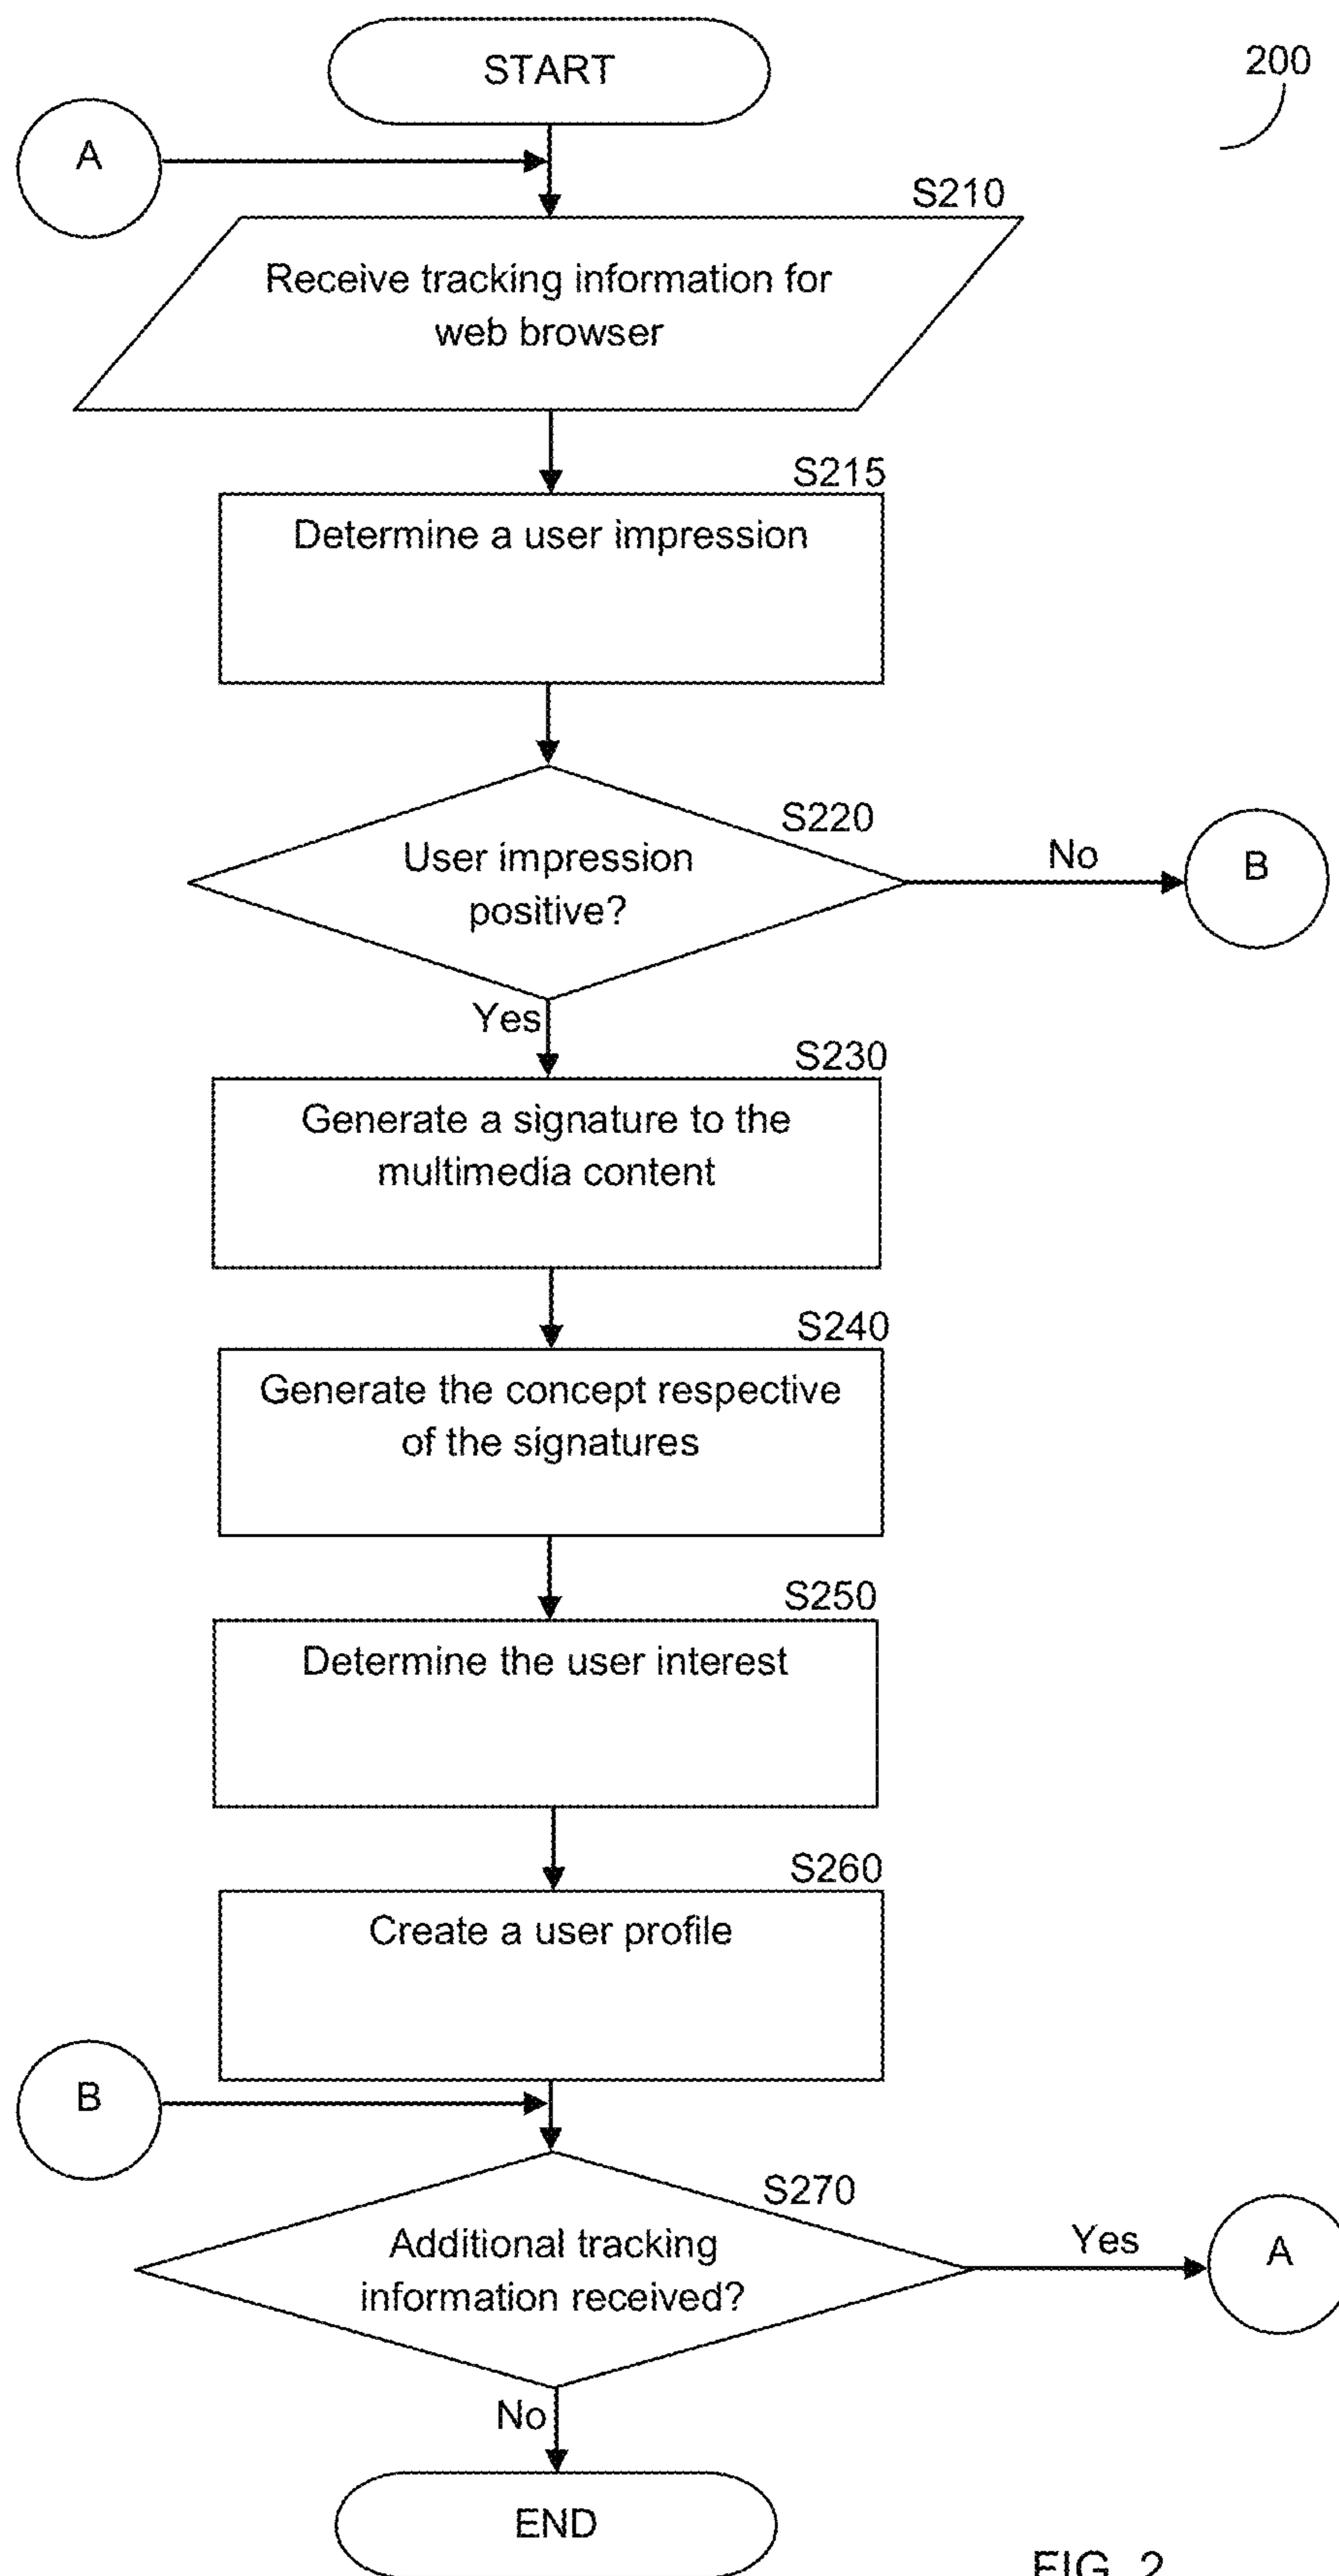 START
200
A
S210
Receive tracking information for
web browser
S215
Determine a user impression
S220
User impression
positive?
No
B
Yes
S230
Generate a signature to the
multimedia content
S240
Generate the concept respective
of the signatures
S250
Determine the user interest
S260
Create a user profile
B
S270
Additional tracking
information received?
Yes
A
No
END
FIG. 2